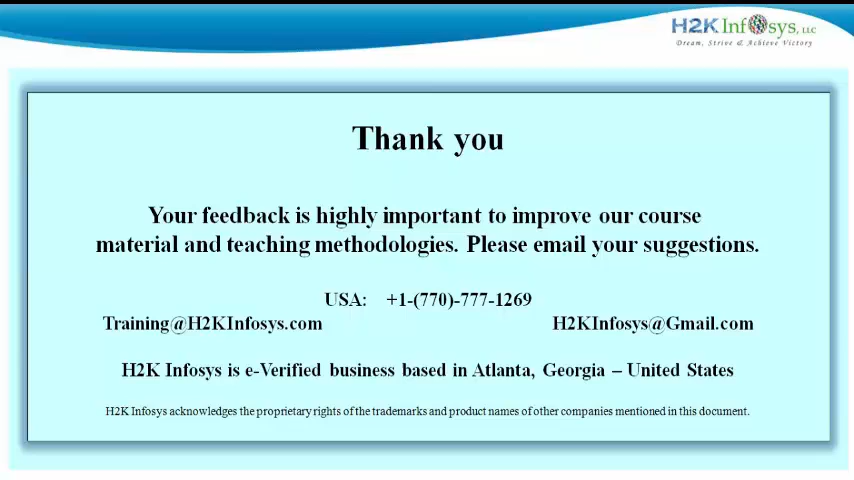 H2K Infosys, LLC
Dream, Strive & Achieve Victory
Thank you
Your feedback is highly important to improve our course
material and teaching methodologies. Please email your suggestions.
USA: +1-(770)-777-1269
Training@H2KInfosys.com H2KInfosys@Gmail.com
H2K Infosys is e-Verified business based in Atlanta, Georgia – United States
H2K Infosys acknowledges the proprietary rights of the trademarks and product names of other companies mentioned in this document.